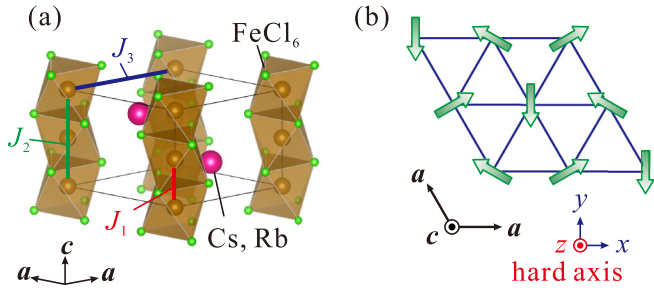 (a)
FeCl6
J3
J2
J1
Cs, Rb
c
a a
(b)
a
c a
y
z x
hard axis